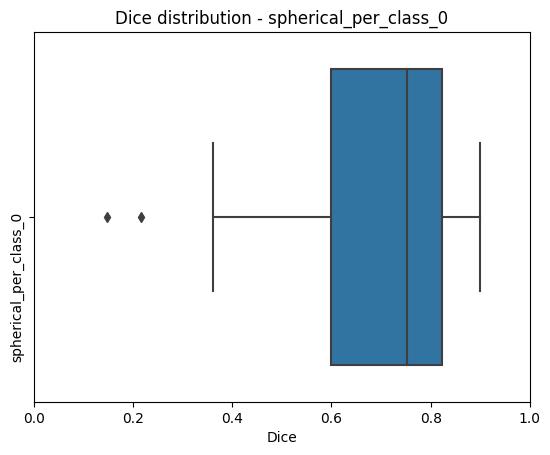 Dice distribution - spherical_per_class_0
spherical_per_class_0
0.0 0.2 0.4 0.6 0.8 1.0
Dice